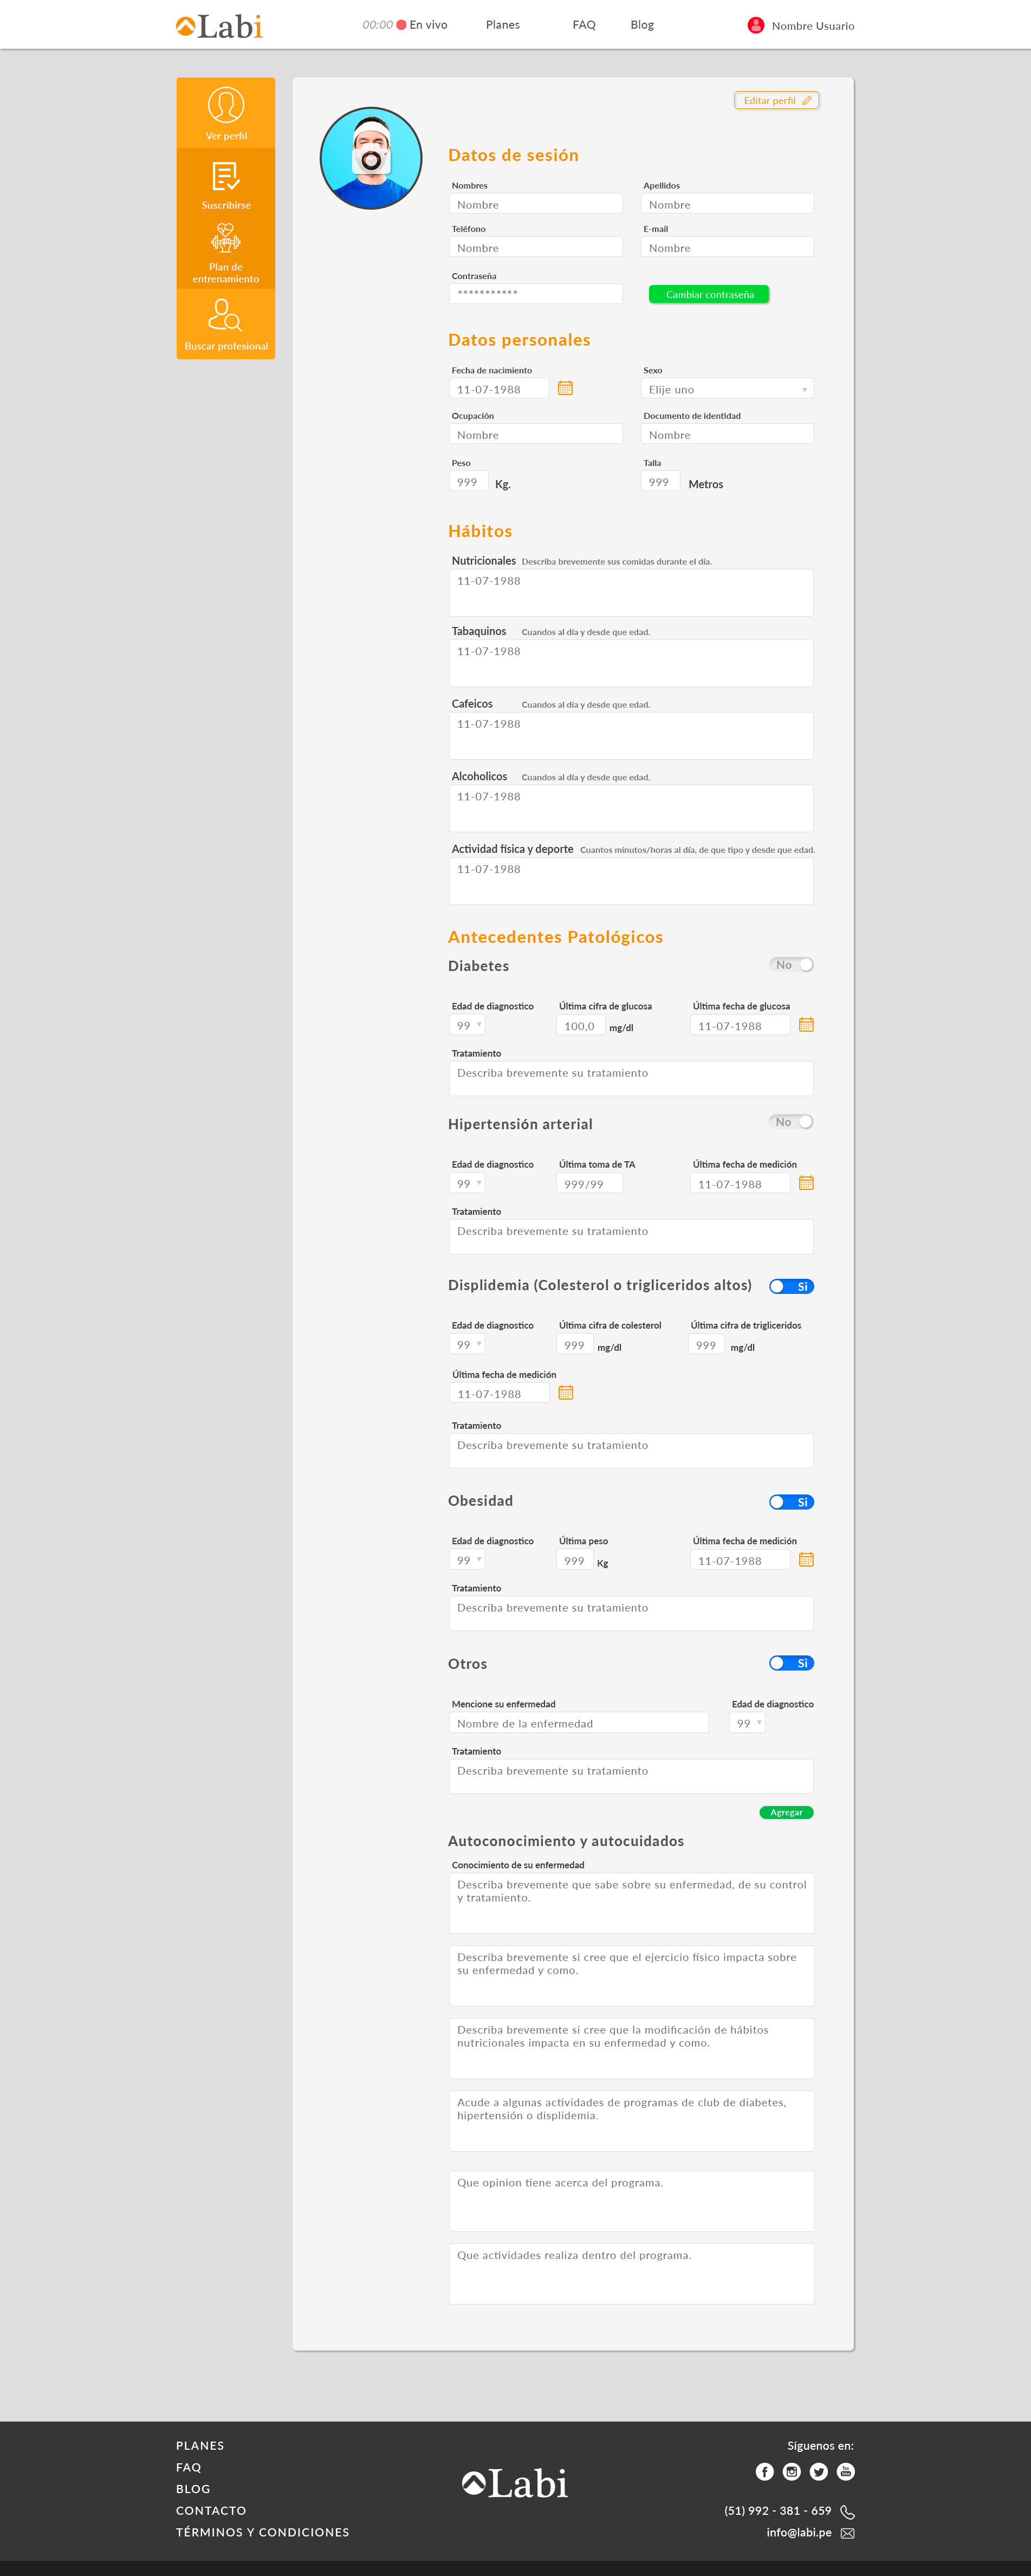 Labi
00:00 En vivo
Planes
FAQ
Blog
Nombre Usuario
Ver perfil
Suscribirse
Plan de
entrenamiento
Buscar profesional
Editar perfil
Datos de sesión
Nombres
Apellidos
Nombre
Nombre
Teléfono
E-mail
Nombre
Nombre
Contraseña
***********
Cambiar contraseña
Datos personales
Fecha de nacimiento
Sexo
11-07-1988
Elije uno
Ocupación
Documento de identidad
Nombre
Nombre
Peso
Talla
999 Kg.
999 Metros
Hábitos
Nutricionales Describa brevemente sus comidas durante el día.
11-07-1988
Tabaquinos Cuandos al día y desde que edad.
11-07-1988
Cafeicos Cuandos al día y desde que edad.
11-07-1988
Alcoholicos Cuandos al día y desde que edad.
11-07-1988
Actividad física y deporte Cuantos minutos/horas al día, de que tipo y desde que edad.
11-07-1988
Antecedentes Patológicos
Diabetes
No
Edad de diagnostico
Última cifra de glucosa
Última fecha de glucosa
99
100,0 mg/dl
11-07-1988
Tratamiento
Describa brevemente su tratamiento
Hipertensión arterial
No
Edad de diagnostico
Última toma de TA
Última fecha de medición
99
999/99
11-07-1988
Tratamiento
Describa brevemente su tratamiento
Displidemia (Colesterol o trigliceridos altos)
Si
Edad de diagnostico
Última cifra de colesterol
Última cifra de trigliceridos
99
999 mg/dl
999 mg/dl
Última fecha de medición
11-07-1988
Tratamiento
Describa brevemente su tratamiento
Obesidad
Si
Edad de diagnostico
Última peso
Última fecha de medición
99
999 Kg
11-07-1988
Tratamiento
Describa brevemente su tratamiento
Otros
Si
Mencione su enfermedad
Edad de diagnostico
Nombre de la enfermedad
99
Tratamiento
Describa brevemente su tratamiento
Agregar
Autoconocimiento y autocuidados
Conocimiento de su enfermedad
Describa brevemente que sabe sobre su enfermedad, de su control
y tratamiento.
Describa brevemente si cree que el ejercicio físico impacta sobre
su enfermedad y como.
Describa brevemente si cree que la modificación de hábitos
nutricionales impacta en su enfermedad y como.
Acude a algunas actividades de programas de club de diabetes,
hipertensión o displidemia.
Que opinion tiene acerca del programa.
Que actividades realiza dentro del programa.
PLANES
FAQ
BLOG
CONTACTO
TÉRMINOS Y CONDICIONES
Labi
Síguenos en:
You
Tube
(51) 992 - 381 - 659
info@labi.pe